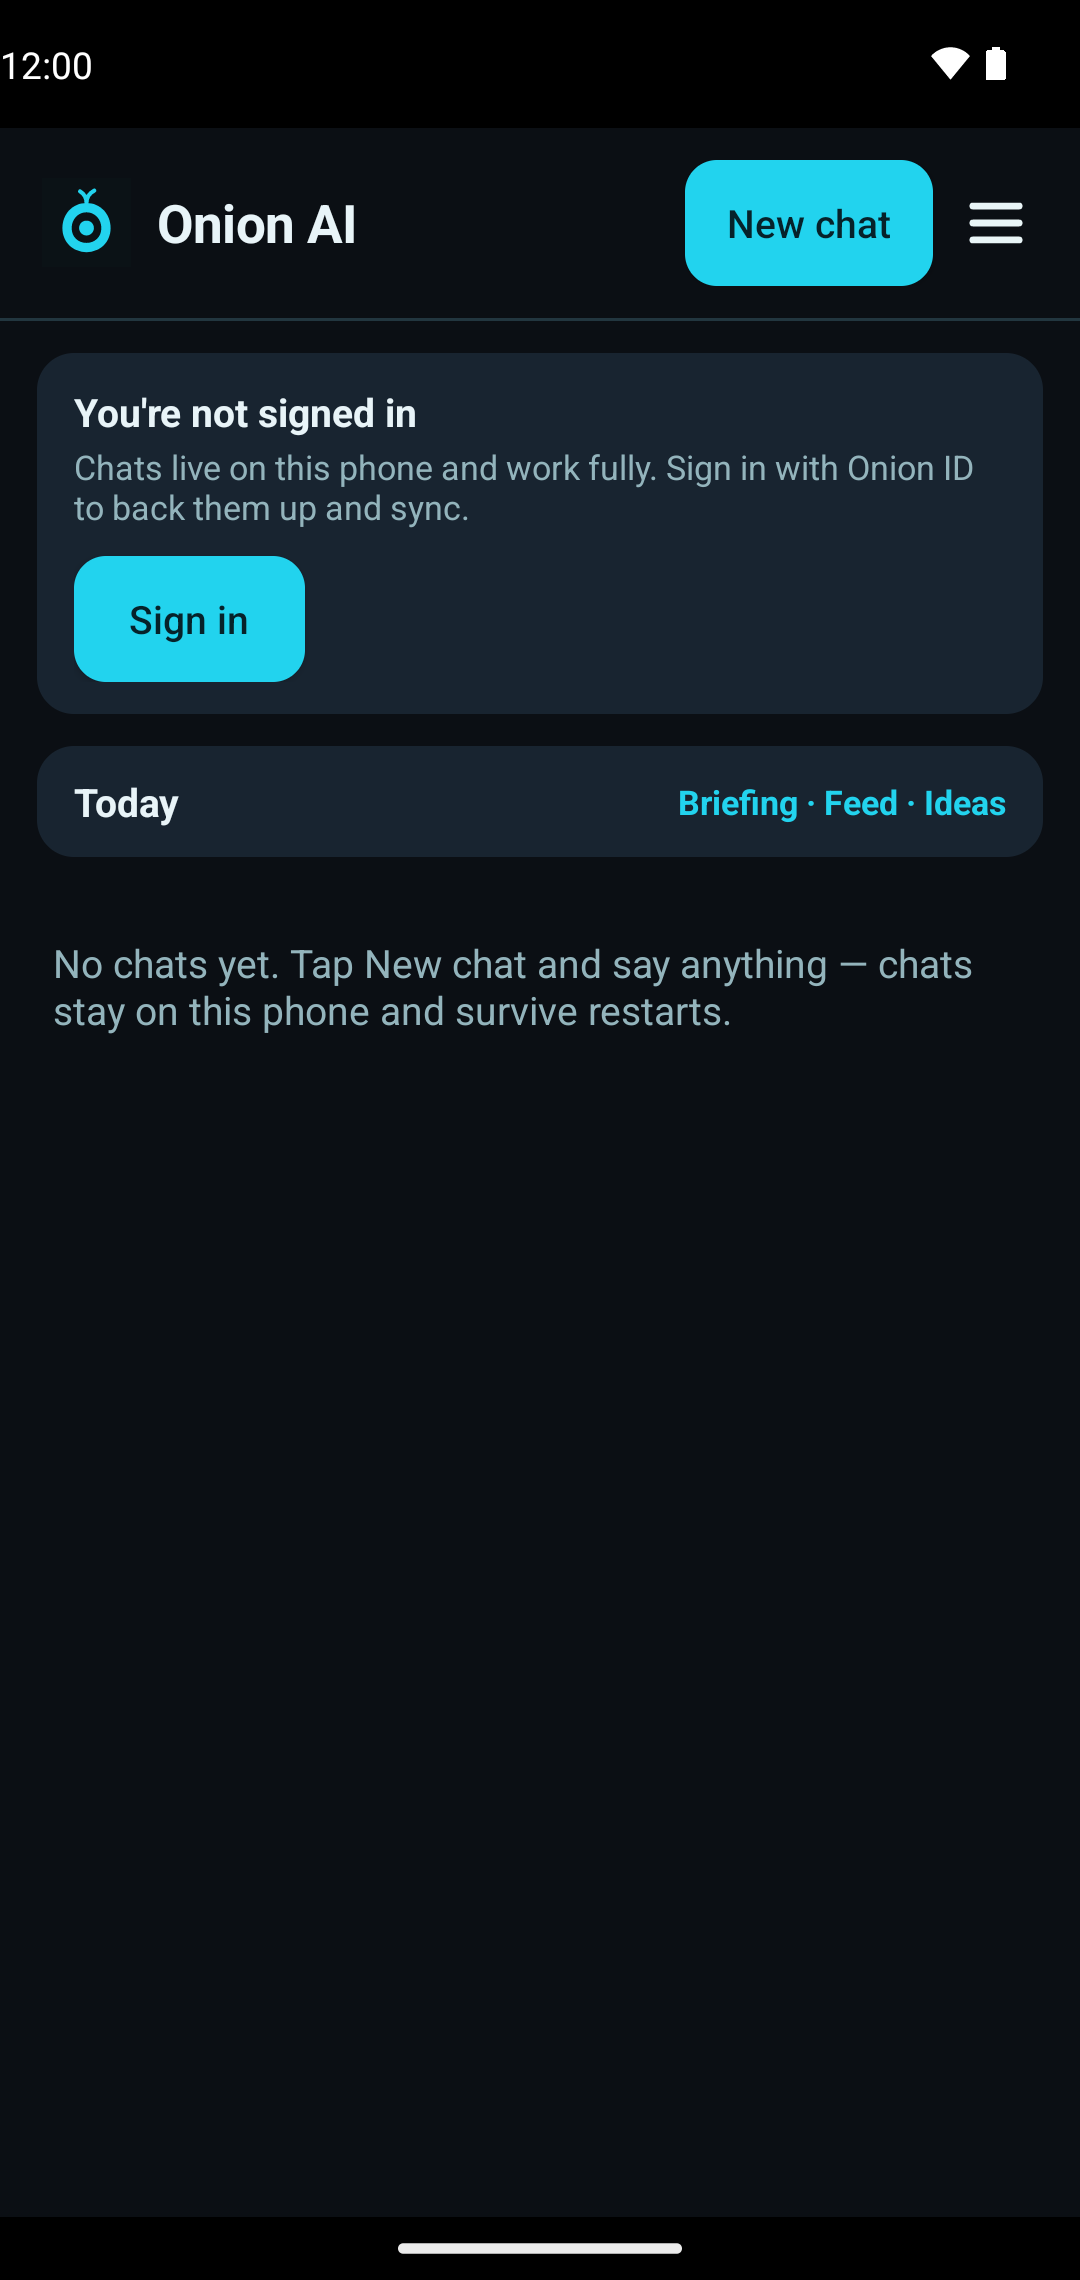 12:00
Onion AI
New chat
You're not signed in
Chats live on this phone and work fully. Sign in with Onion ID
to back them up and sync.
Sign in
Today
Briefing · Feed · Ideas
No chats yet. Tap New chat and say anything — chats
stay on this phone and survive restarts.